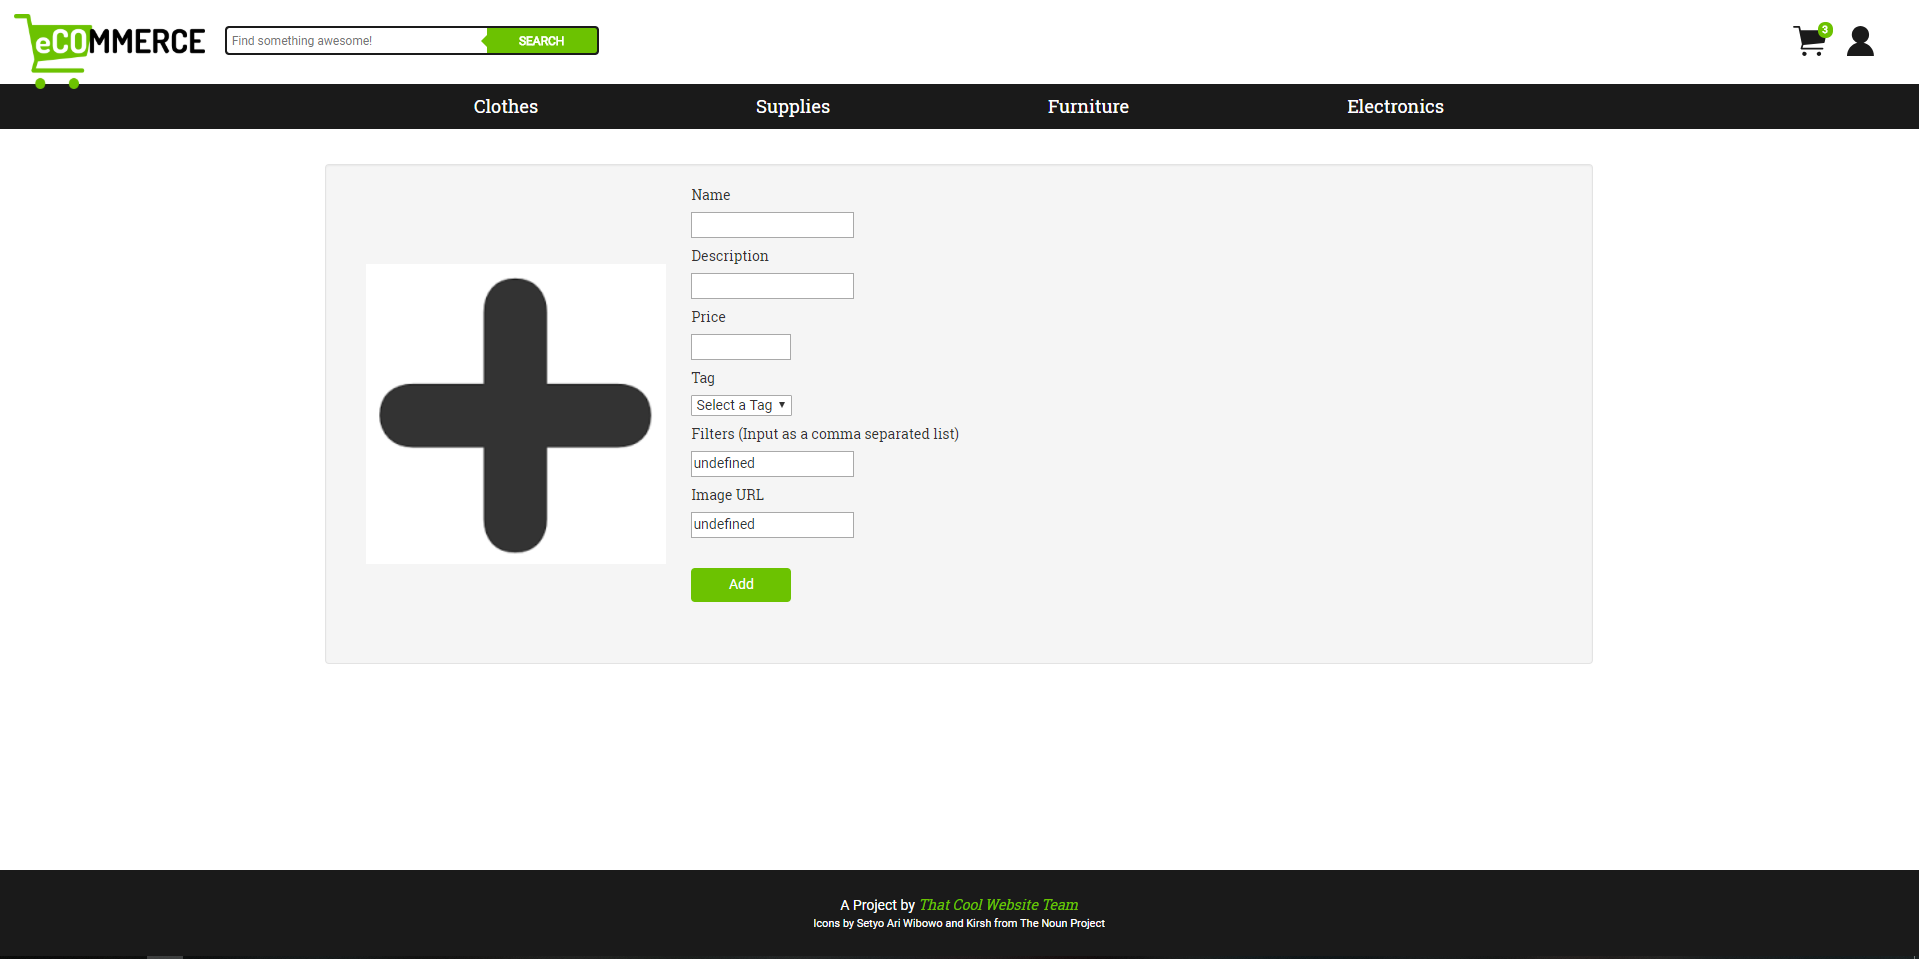 eCOMMERCE
Find something awesome!
SEARCH
3
Clothes Supplies Furniture Electronics
Name
Description
Price
Tag
Select a Tag ▼
Filters (Input as a comma separated list)
undefined
Image URL
undefined
Add
A Project by That Cool Website Team
Icons by Setyo Ari Wibowo and Kirsh from The Noun Project